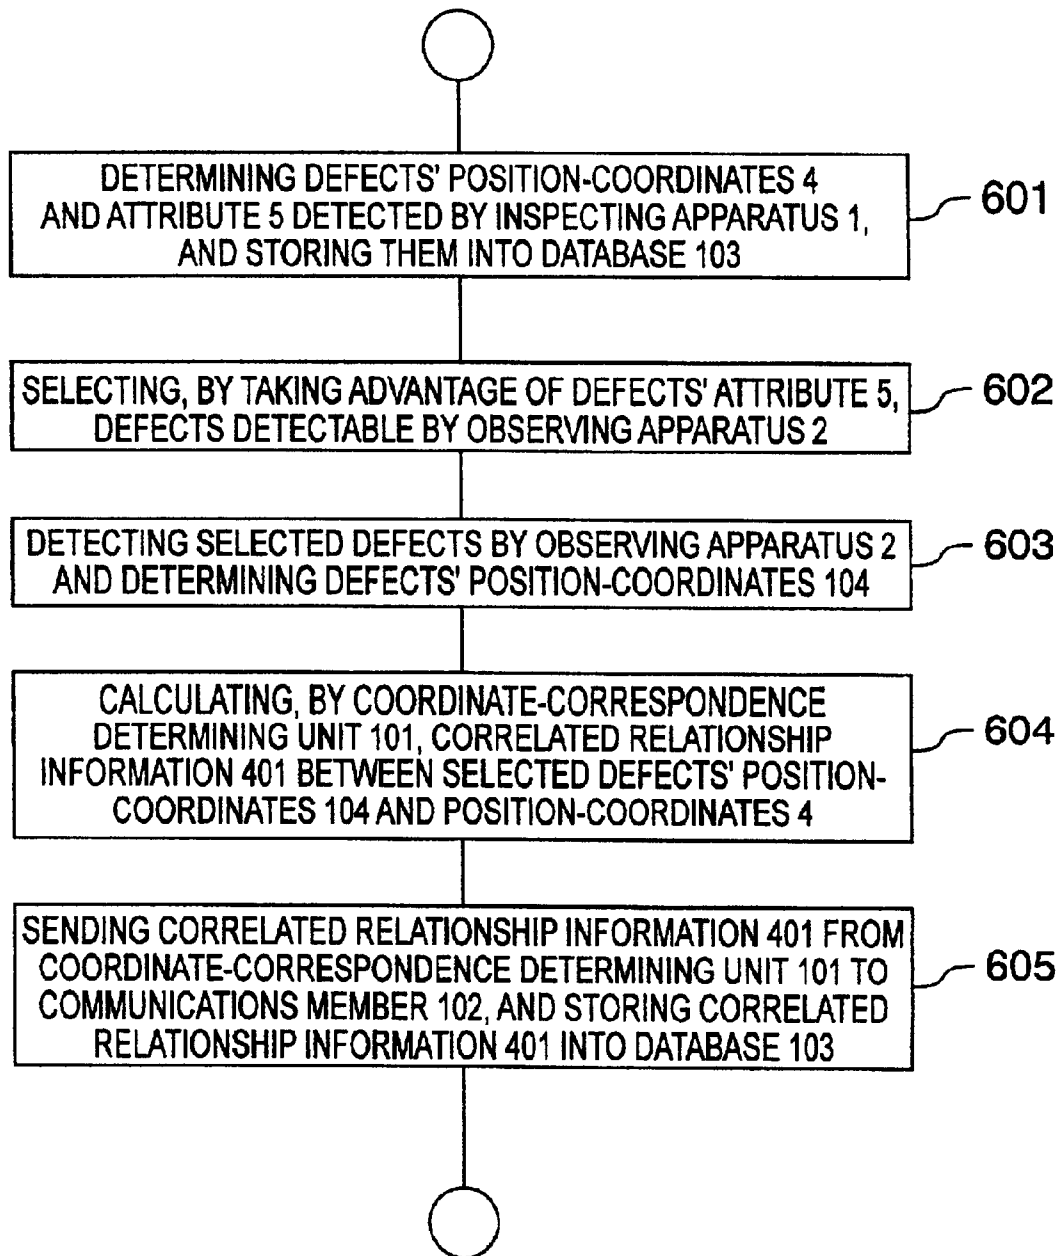 DETERMINING DEFECTS' POSITION-COORDINATES 4
AND ATTRIBUTE 5 DETECTED BY INSPECTING APPARATUS 1,
AND STORING THEM INTO DATABASE 103
601
SELECTING, BY TAKING ADVANTAGE OF DEFECTS' ATTRIBUTE 5,
DEFECTS DETECTABLE BY OBSERVING APPARATUS 2
602
DETECTING SELECTED DEFECTS BY OBSERVING APPARATUS 2
AND DETERMINING DEFECTS' POSITION-COORDINATES 104
603
CALCULATING, BY COORDINATE-CORRESPONDENCE
DETERMINING UNIT 101, CORRELATED RELATIONSHIP
INFORMATION 401 BETWEEN SELECTED DEFECTS' POSITION-
COORDINATES 104 AND POSITION-COORDINATES 4
604
SENDING CORRELATED RELATIONSHIP INFORMATION 401 FROM
COORDINATE-CORRESPONDENCE DETERMINING UNIT 101 TO
COMMUNICATIONS MEMBER 102, AND STORING CORRELATED
RELATIONSHIP INFORMATION 401 INTO DATABASE 103
605